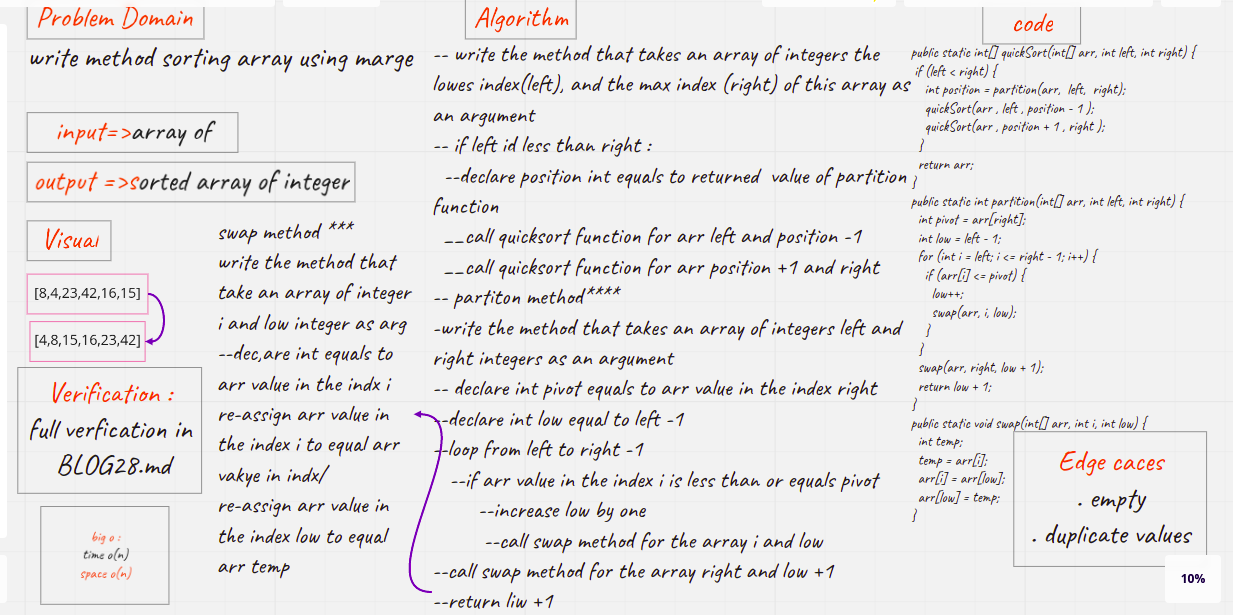 Problem Domain
write method sorting array using marge
input=>array of
output =>sorted array of integer
Visual
[8,4,23,42,16,15]
[4,8,15,16,23,42]
Verification :
full verfication in
BLOG28.md
big o :
time o(n)
space o(n)
swap method ***
write the method that
take an array of integer
i and low integer as arg
--dec,are int equals to
arr value in the indx i
re-assign arr value in
the index i to equal arr
vakye in indx/
re-assign arr value in
the index low to equal
arr temp
Algorithm
-- write the method that takes an array of integers the
lowes index(left), and the max index (right) of this array as
an argument
-- if left id less than right :
--declare position int equals to returned value of partition
function
__call quicksort function for arr left and position -1
__call quicksort function for arr position +1 and right
-- partiton method****
-write the method that takes an array of integers left and
right integers as an argument
-- declare int pivot equals to arr value in the index right
--declare int low equal to left -1
--loop from left to right -1
--if arr value in the index i is less than or equals pivot
--increase low by one
--call swap method for the array i and low
--call swap method for the array right and low +1
--return liw +1
code
public static int[] quickSort(int[] arr, int left, int right) {
if (left < right) {
int position = partition(arr, left, right);
quickSort(arr , left , position - 1 );
quickSort(arr , position + 1 , right );
}
return arr;
}
public static int partition(int[] arr, int left, int right) {
int pivot = arr[right];
int low = left - 1;
for (int i = left; i <= right - 1; i++) {
if (arr[i] <= pivot) {
low++;
swap(arr, i, low);
}
}
swap(arr, right, low + 1);
return low + 1;
}
public static void swap(int[] arr, int i, int low) {
int temp;
temp = arr[i];
arr[i] = arr[low];
arr[low] = temp;
}
Edge caces
. empty
. duplicate values
10%